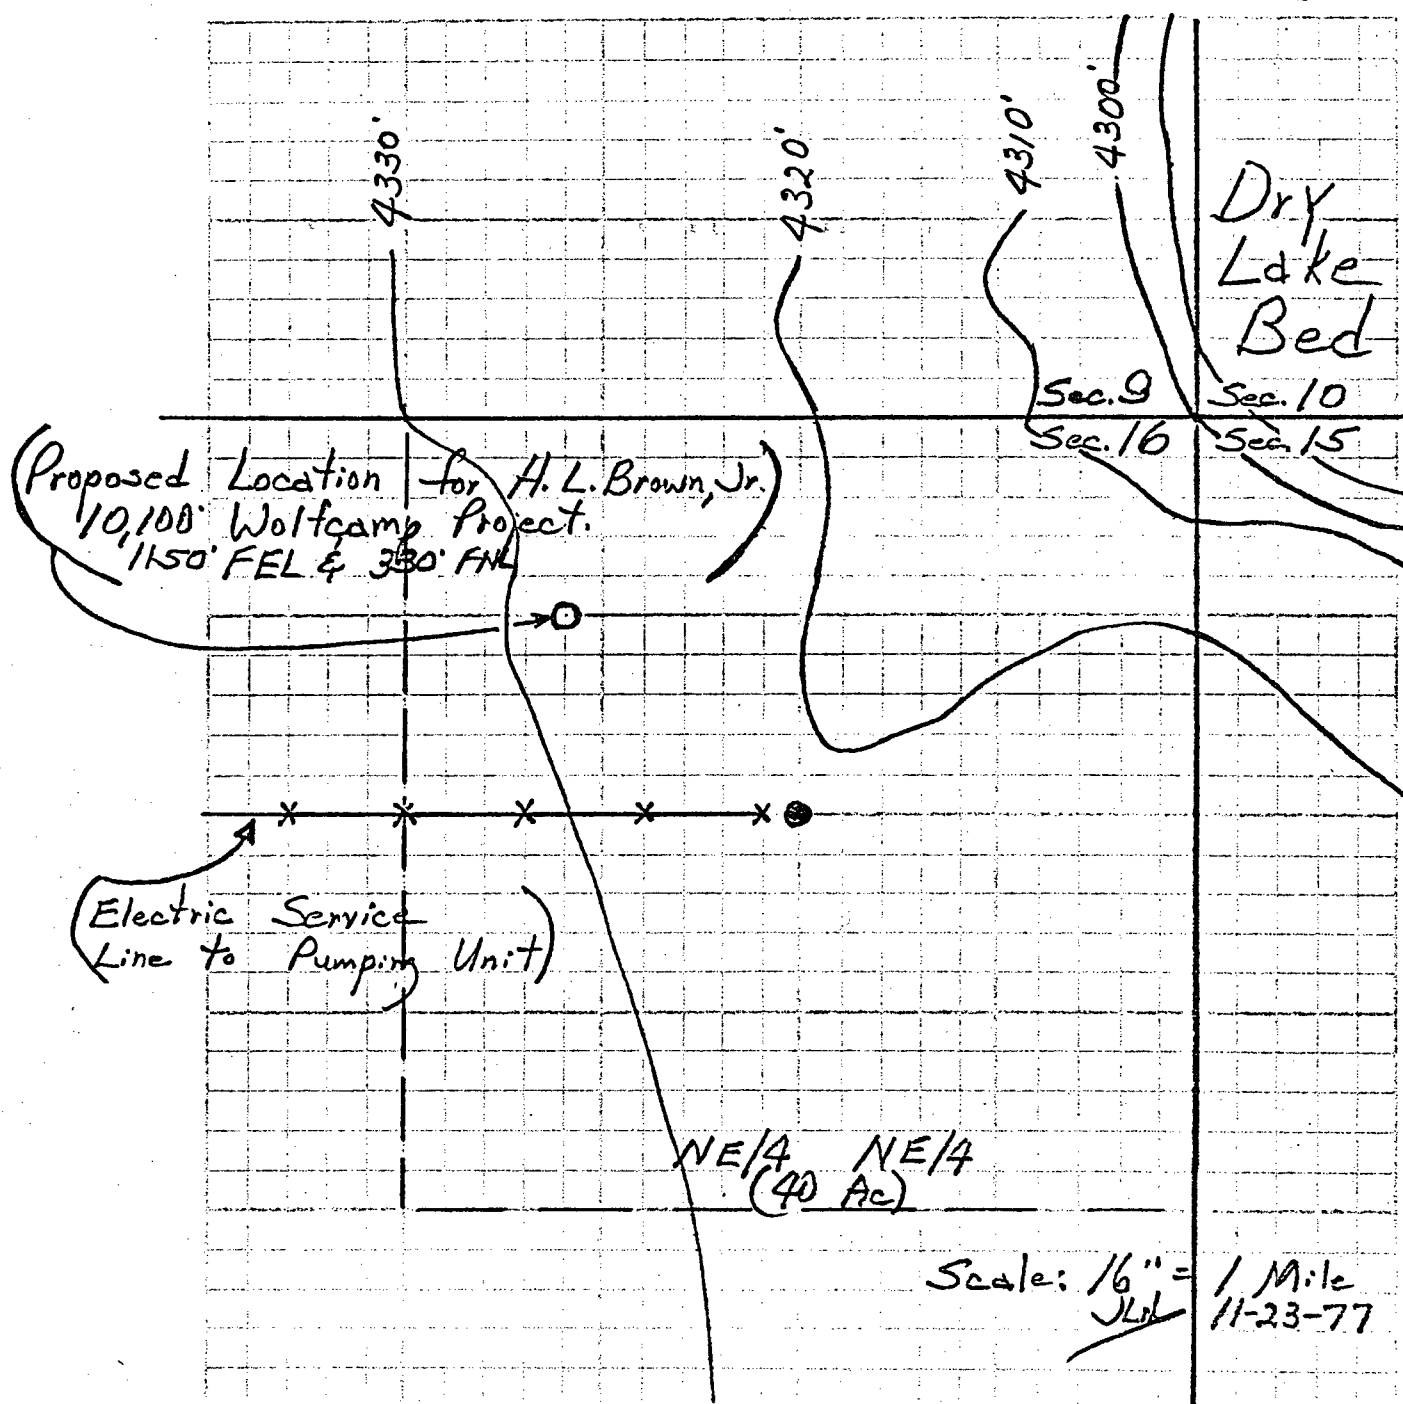 4330'
4320'
4310'
4300'
Dry
Lake
Bed
Sec. 9 Sec. 10
Sec. 16 Sec. 15
(Proposed Location for H. L. Brown, Jr.)
10,100' Wolfcamp Project.
1150' FEL & 330' FNL
(Electric Service
Line to Pumping Unit)
NE/4 NE/4
(40 Ac)
Scale: 16" = 1 Mile
11-23-77